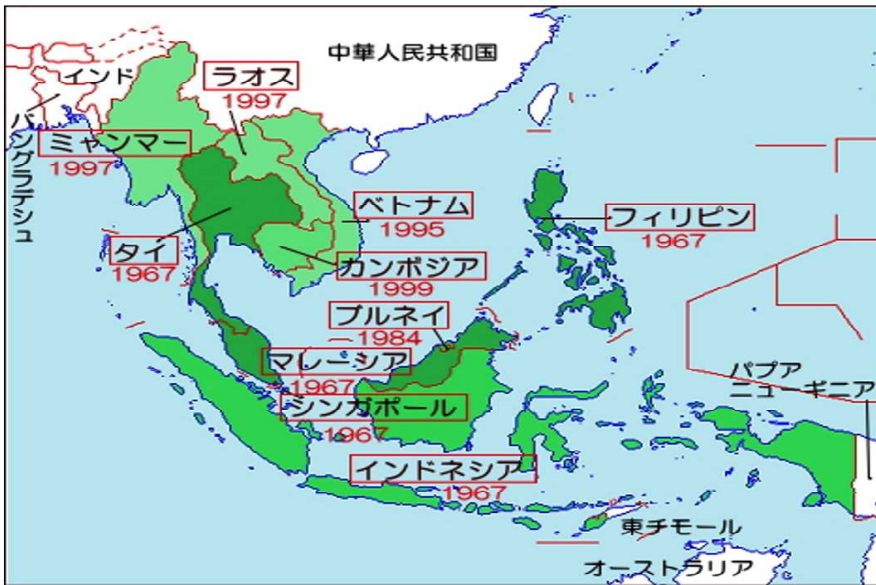 中華人民共和国
インド
ラオス
1997
バングラデシュ
ミャンマー
1997
ベトナム
1995
フィリピン
1967
タイ
1967
カンボジア
1999
ブルネイ
1984
マレーシア
1967
パプア
ニューギニア
シンガポール
1967
インドネシア
1967
東チモール
オーストラリア